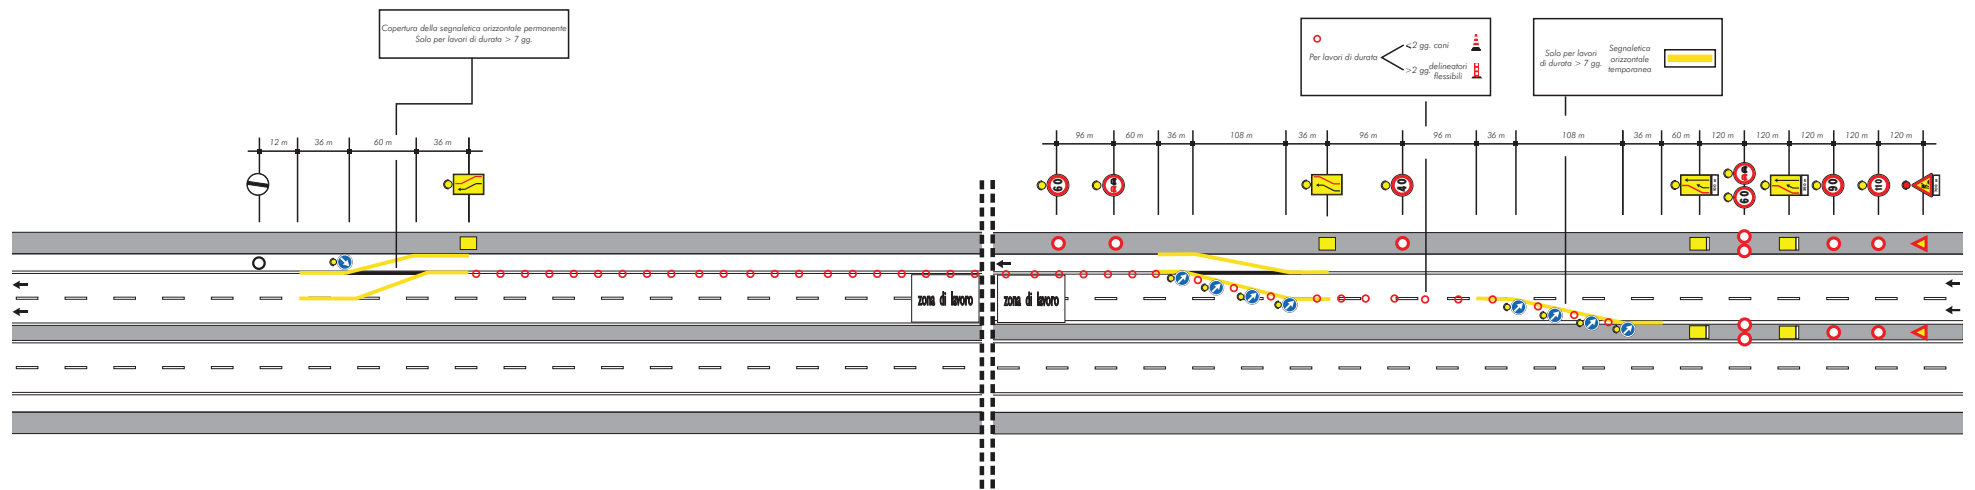 Copertura della segnaletica orizzontale permanente
Solo per lavori di durata > 7 gg.
Per lavori di durata
<2 gg. coni
>2 gg. delineatori
flessibili
Solo per lavori
di durata > 7 gg.
Segnaletica
orizzontale
temporanea
12 m 36 m 60 m 36 m
96 m 60 m 36 m 108 m 36 m 96 m 96 m 36 m 108 m 36 m 60 m 120 m 120 m 120 m 120 m 120 m
60 40 60 90 110
zona di lavoro zona di lavoro